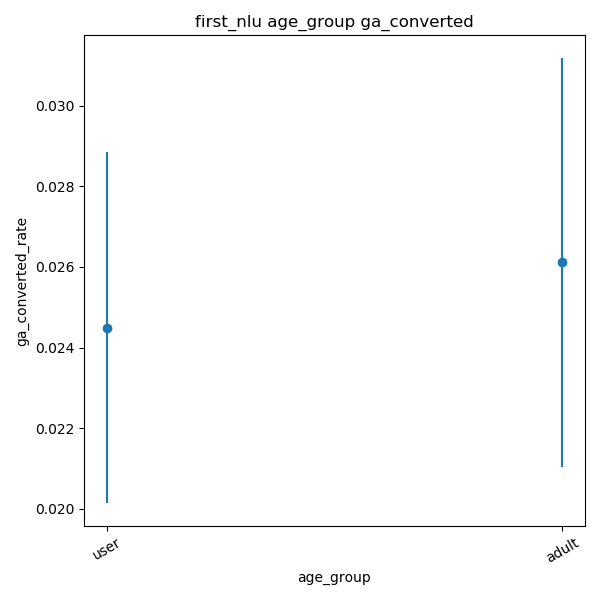 first_nlu age_group ga_converted
ga_converted_rate
0.030
0.028
0.026
0.024
0.022
0.020
user
adult
age_group